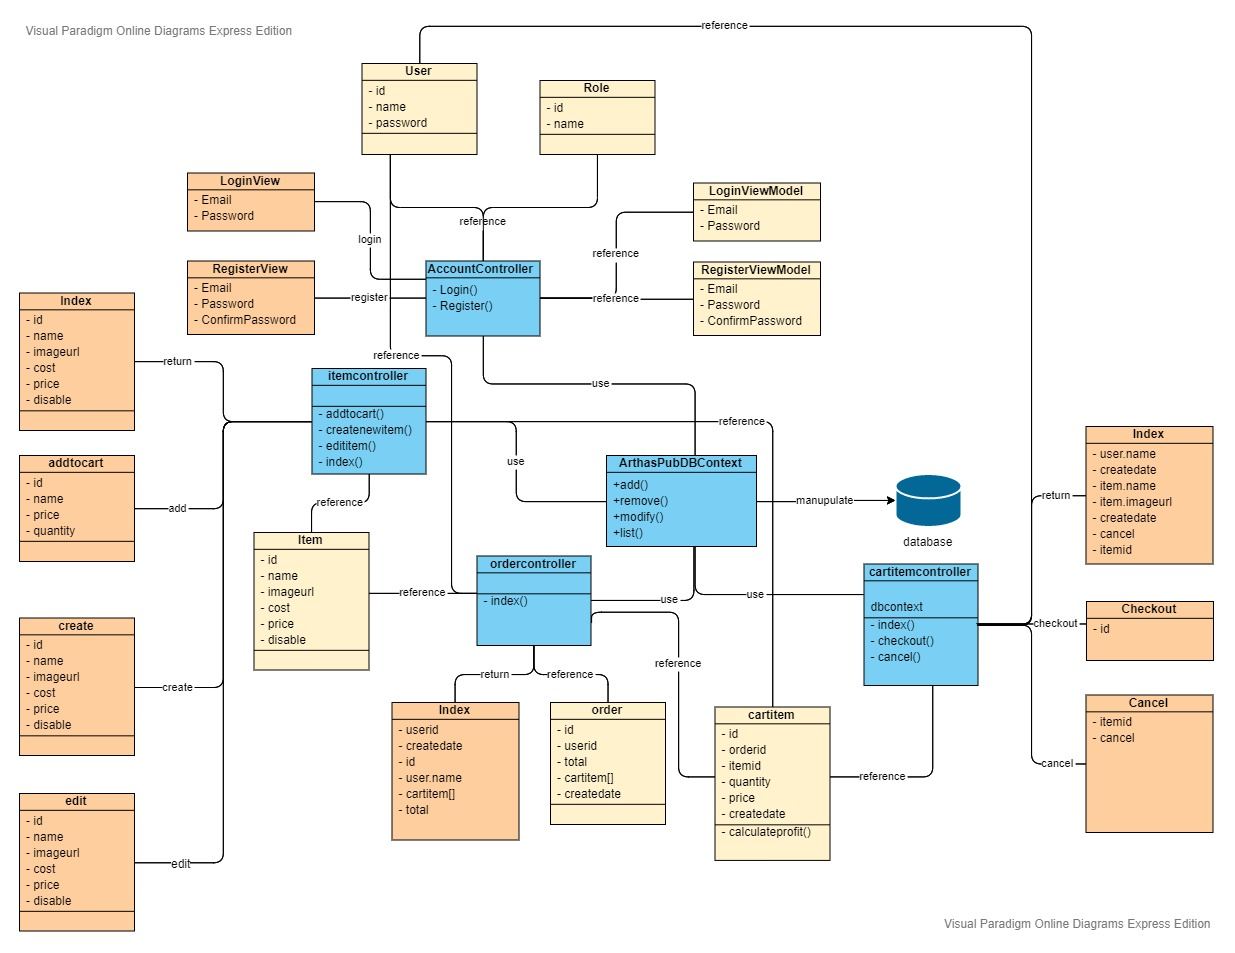 Visual Paradigm Online Diagrams Express Edition
reference
User
- id
- name
- password
Role
- id
- name
LoginView
- Email
- Password
login
reference
LoginViewModel
- Email
- Password
reference
RegisterView
- Email
- Password
- ConfirmPassword
register
AccountController
- Login()
- Register()
reference
RegisterViewModel
- Email
- Password
- ConfirmPassword
Index
- id
- name
- imageurl
- cost
- price
- disable
return
reference
use
itemcontroller
- addtocart()
- createnewitem()
- edititem()
- index()
reference
use
addtocart
- id
- name
- price
- quantity
add
reference
ArthasPubDBContext
+add()
+remove()
+modify()
+list()
manupulate
database
Index
- user.name
- createdate
- item.name
- item.imageurl
- createdate
- cancel
- itemid
return
Item
- id
- name
- imageurl
- cost
- price
- disable
reference
ordercontroller
- index()
use
use
cartitemcontroller
dbcontext
- index()
- checkout()
- cancel()
checkout
Checkout
- id
create
- id
- name
- imageurl
- cost
- price
- disable
create
return
reference
reference
Index
- userid
- createdate
- id
- user.name
- cartitem[]
- total
order
- id
- userid
- total
- cartitem[]
- createdate
cartitem
- id
- orderid
- itemid
- quantity
- price
- createdate
- calculateprofit()
reference
cancel
Cancel
- itemid
- cancel
edit
- id
- name
- imageurl
- cost
- price
- disable
edit
Visual Paradigm Online Diagrams Express Edition